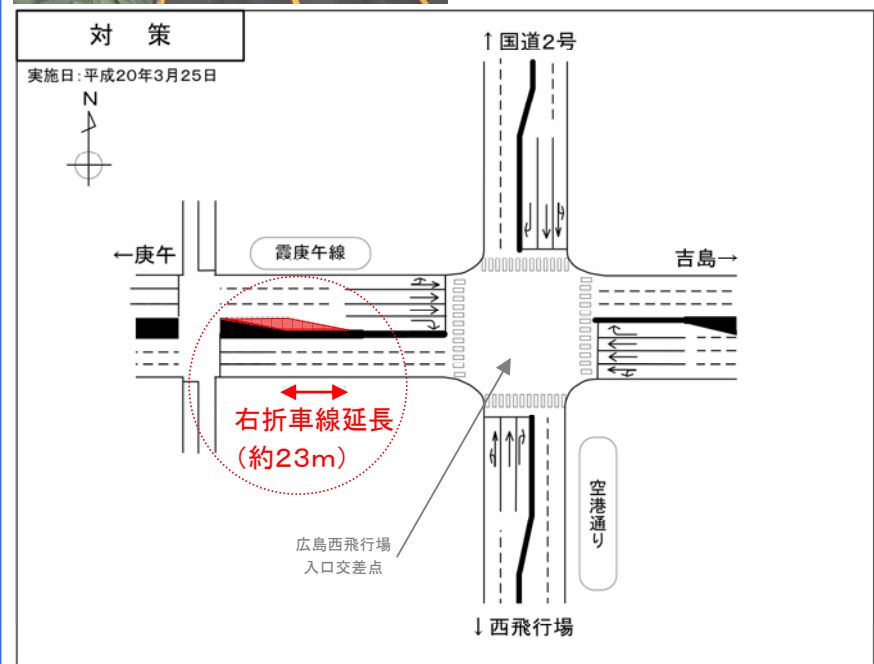 対 策
実施日:平成20年3月25日
N
↑国道2号
←庚午
霞庚午線
吉島→
右折車線延長
(約23m)
広島西飛行場
入口交差点
空港通り
↓西飛行場